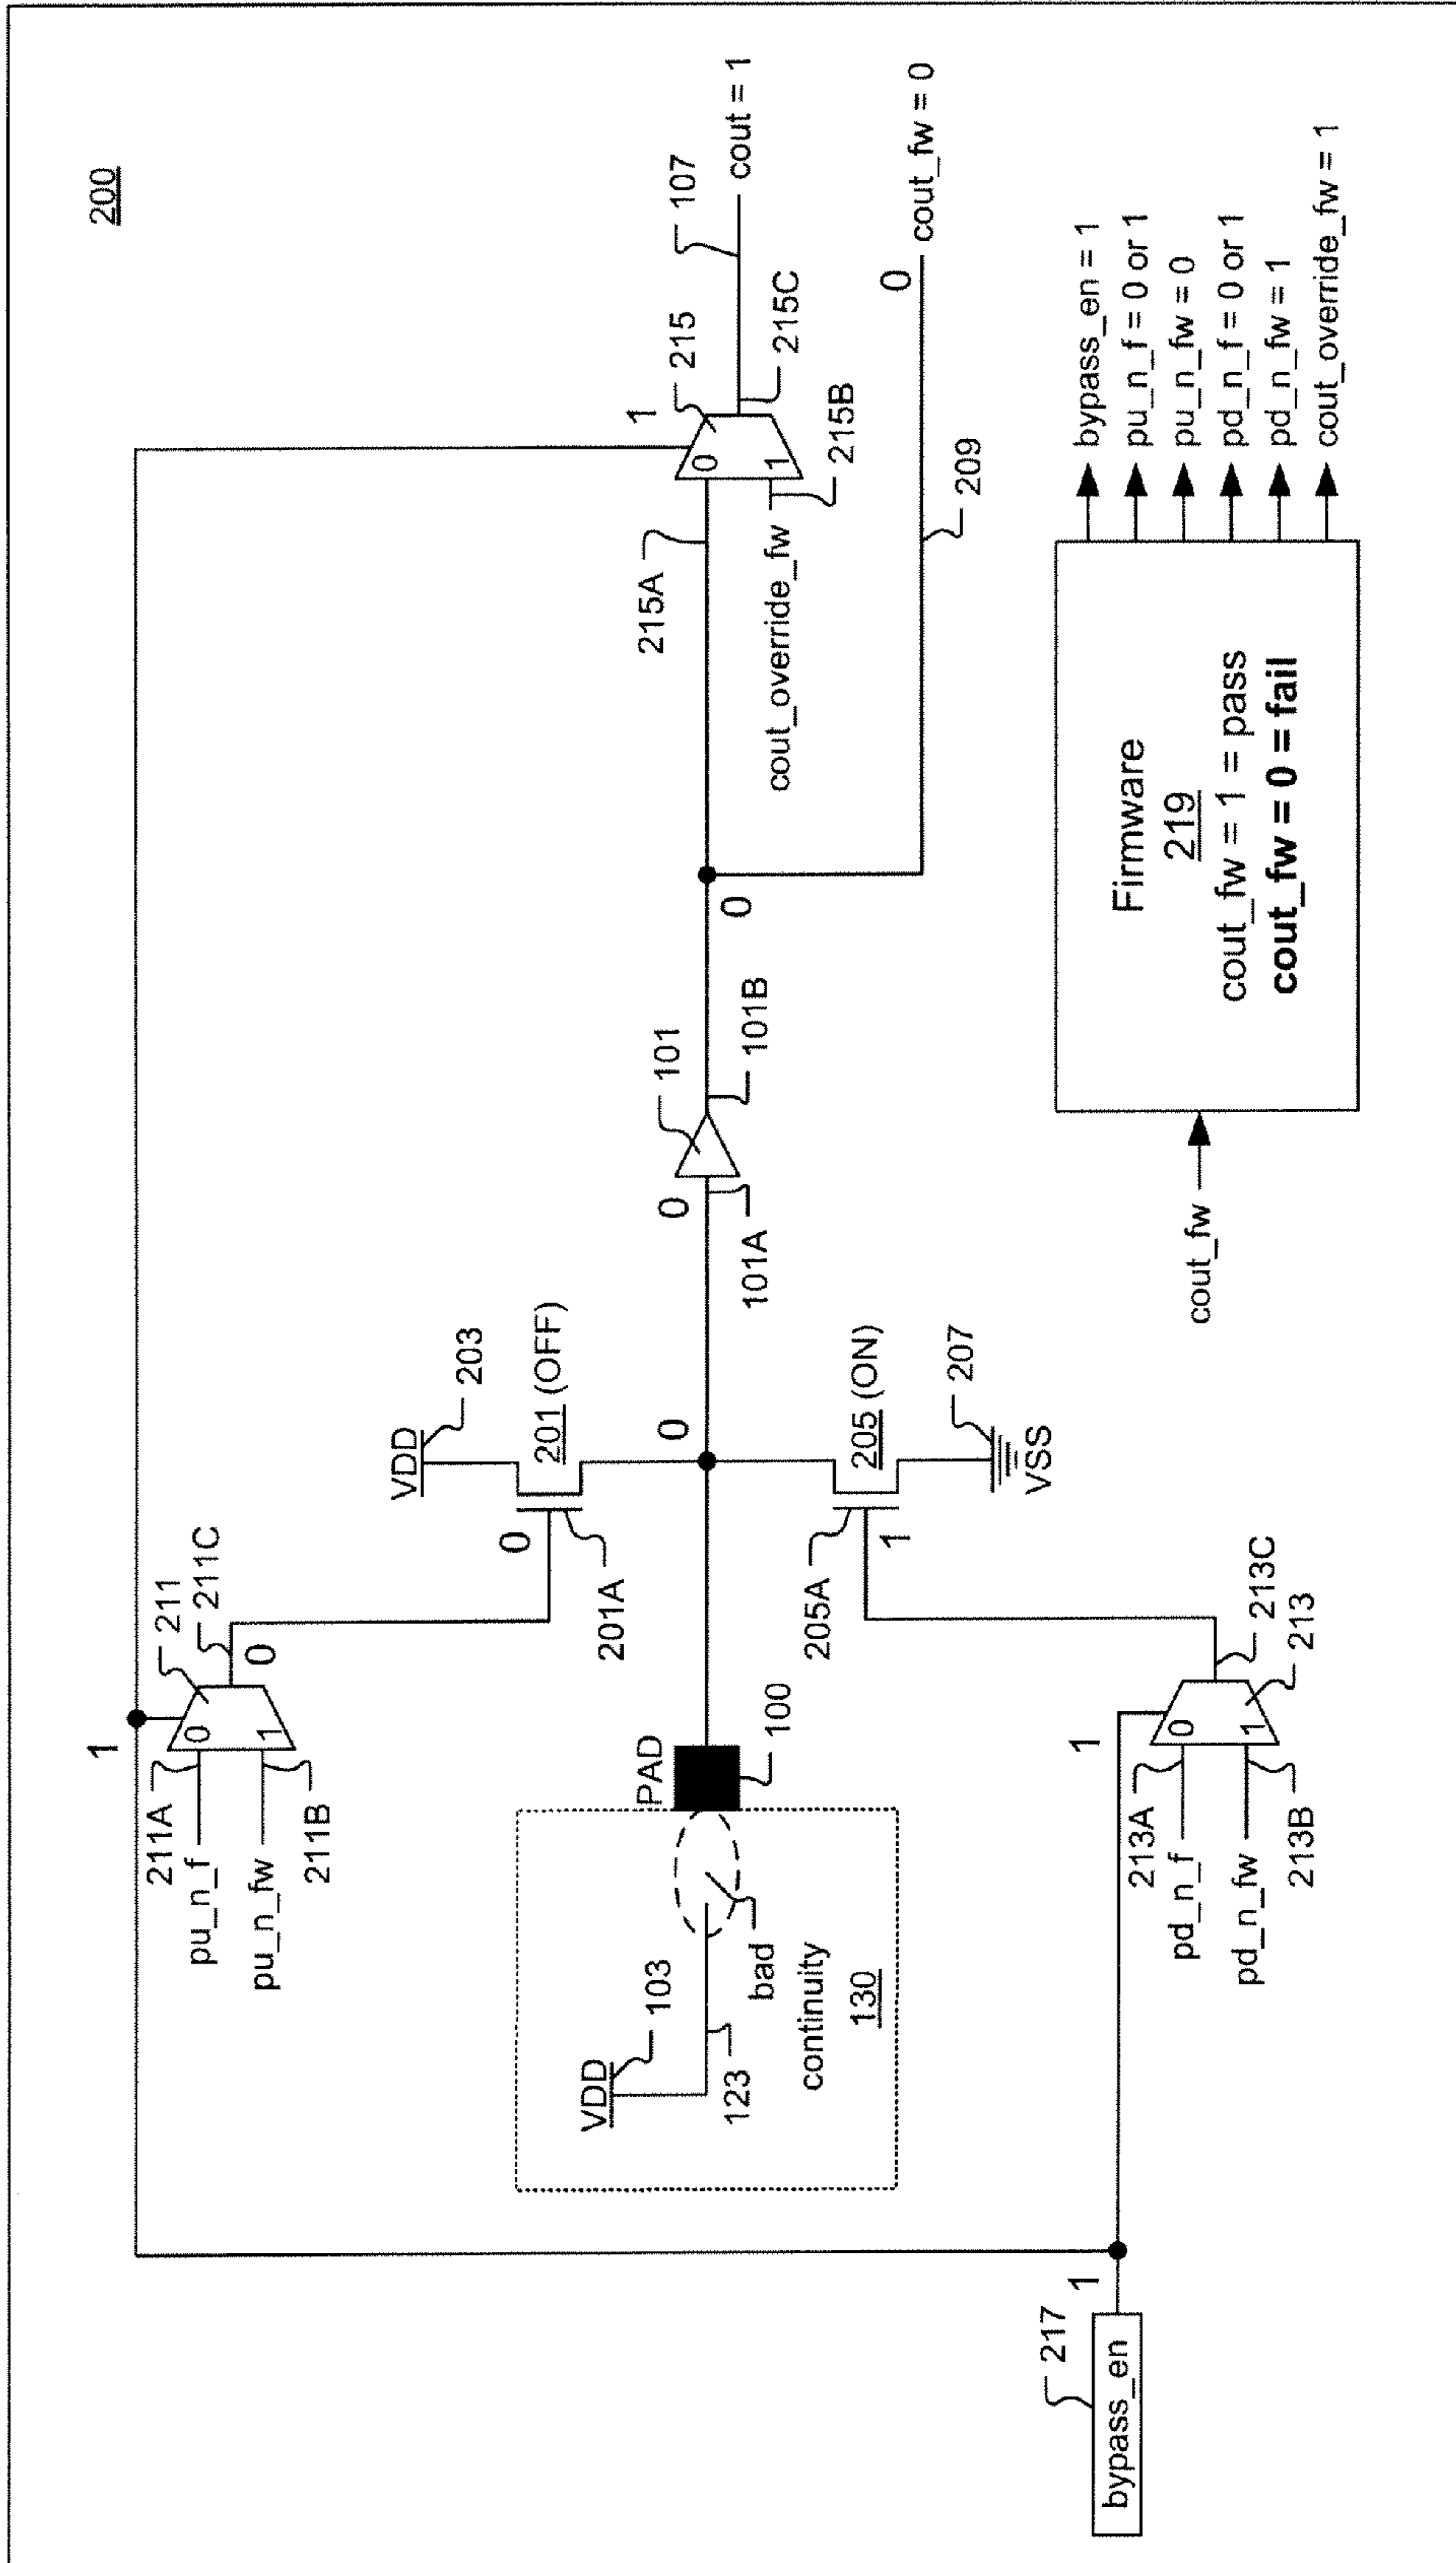 200
1
pu_n_f
pu_n_fw
211A
211B
0
1
211
211C
0
VDD
203
0
201A
201 (OFF)
VDD
103
123
bad
continuity
130
PAD
100
0
0
101
101A
101B
0
215A
cout_override_fw
0
1
1
215
215B
215C
107
cout = 1
209
0
cout_fw = 0
205A
1
205 (ON)
207
VSS
217
bypass_en
1
1
213A
pd_n_f
pd_n_fw
213B
0
1
213C
213
cout_fw
Firmware
219
cout_fw = 1 = pass
cout_fw = 0 = fail
bypass_en = 1
pu_n_f = 0 or 1
pu_n_fw = 0
pd_n_f = 0 or 1
pd_n_fw = 1
cout_override_fw = 1